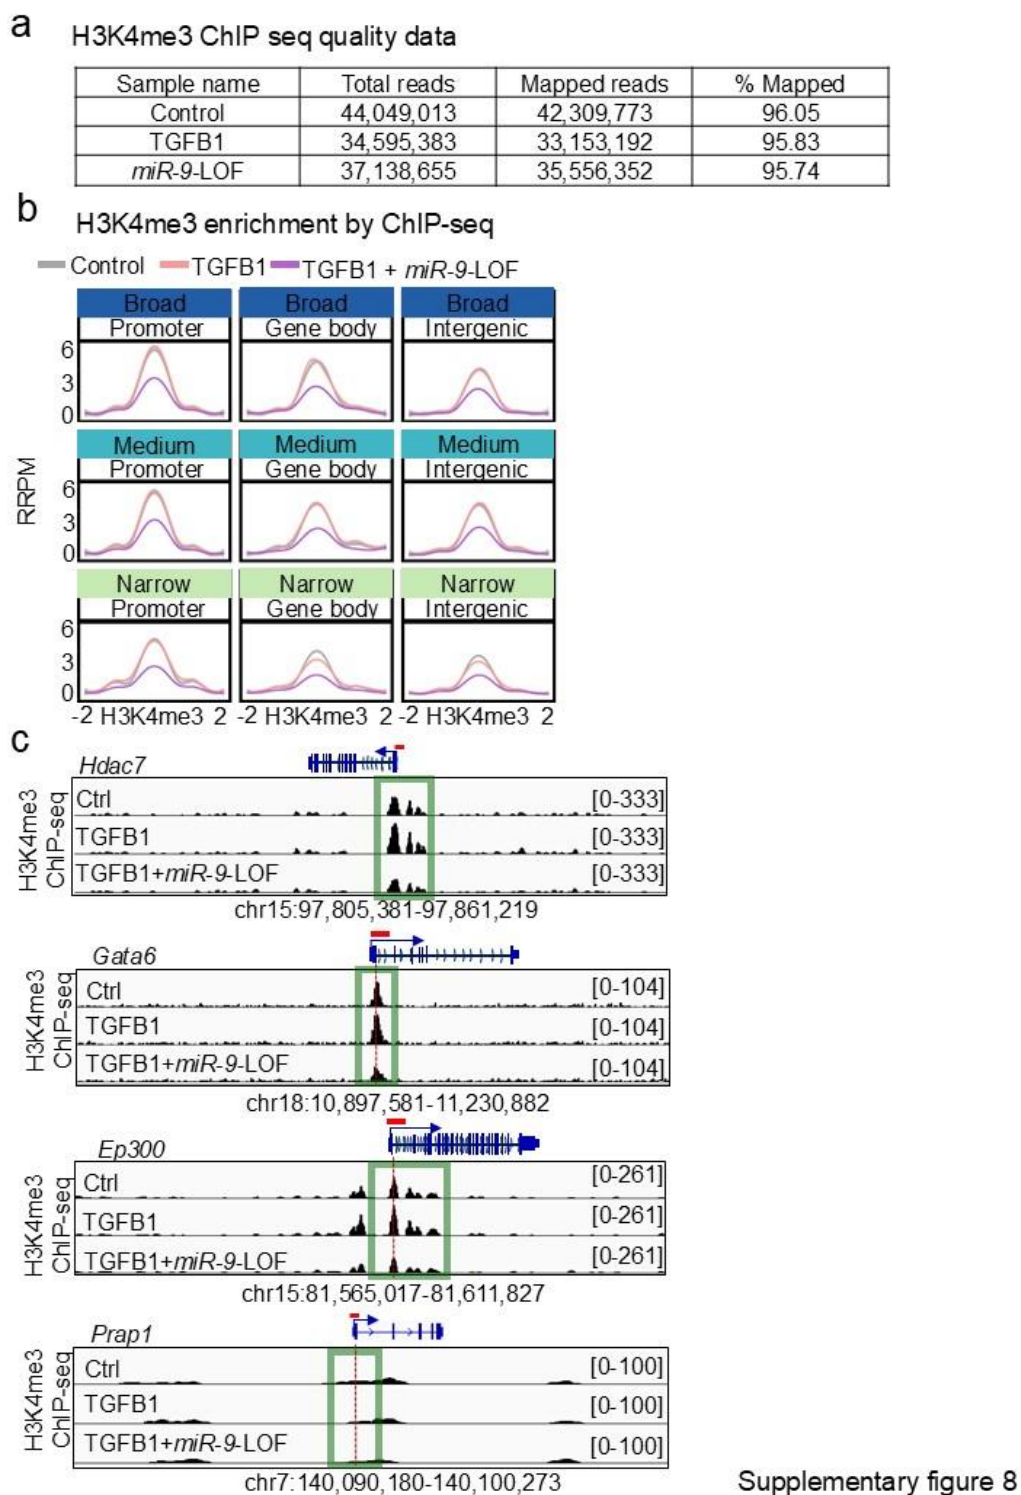 a H3K4me3 ChIP seq quality data
Sample name Total reads Mapped reads % Mapped
Control 44,049,013 42,309,773 96.05
TGFB1 34,595,383 33,153,192 95.83
miR-9-LOF 37,138,655 35,556,352 95.74
b H3K4me3 enrichment by ChIP-seq
Control TGFB1 TGFB1 + miR-9-LOF
Broad Broad Broad
Promoter Gene body Intergenic
6
3
0
Medium Medium Medium
Promoter Gene body Intergenic
6
3
0
RRPM
Narrow Narrow Narrow
Promoter Gene body Intergenic
6
3
0
-2 H3K4me3 2 -2 H3K4me3 2 -2 H3K4me3 2
c
Hdac7
H3K4me3
ChIP-seq
Ctrl [0-333]
TGFB1 [0-333]
TGFB1+miR-9-LOF [0-333]
chr15:97,805,381-97,861,219
Gata6
H3K4me3
ChIP-seq
Ctrl [0-104]
TGFB1 [0-104]
TGFB1+miR-9-LOF [0-104]
chr18:10,897,581-11,230,882
Ep300
H3K4me3
ChIP-seq
Ctrl [0-261]
TGFB1 [0-261]
TGFB1+miR-9-LOF [0-261]
chr15:81,565,017-81,611,827
Prap1
H3K4me3
ChIP-seq
Ctrl [0-100]
TGFB1 [0-100]
TGFB1+miR-9-LOF [0-100]
chr7:140,090,180-140,100,273
Supplementary figure 8